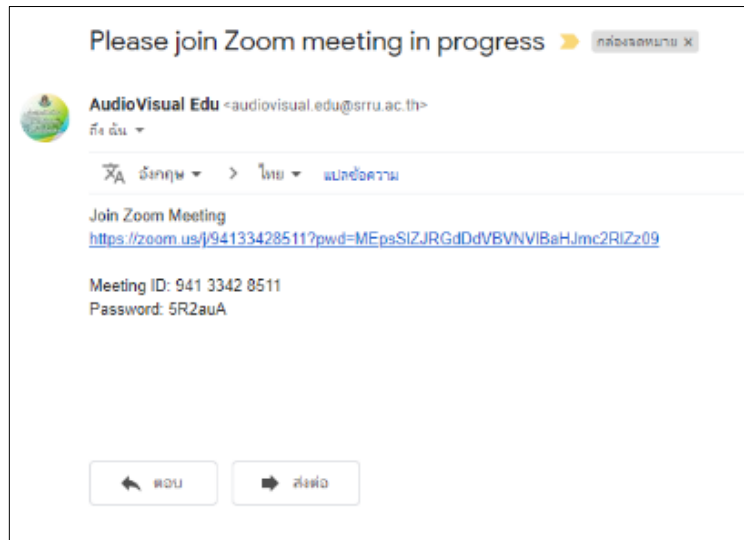 Please join Zoom meeting in progress กล่องจดหมาย x
AudioVisual Edu <audiovisual.edu@srru.ac.th>
ถึง ฉัน
อังกฤษ > ไทย แปลข้อความ
Join Zoom Meeting
https://zoom.us/j/94133428511?pwd=MEpsSlZJRGdDdVBVNVlBaHJmc2RlZz09
Meeting ID: 941 3342 8511
Password: 5R2auA
ตอบ ส่งต่อ